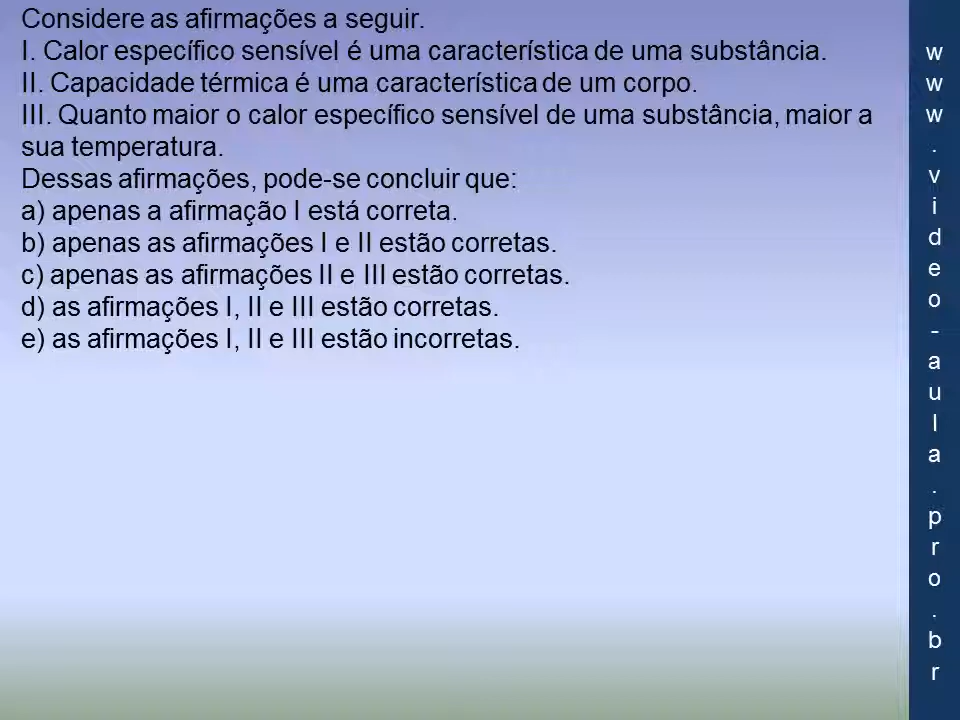 Considere as afirmações a seguir.
I. Calor específico sensível é uma característica de uma substância.
II. Capacidade térmica é uma característica de um corpo.
III. Quanto maior o calor específico sensível de uma substância, maior a
sua temperatura.
Dessas afirmações, pode-se concluir que:
a) apenas a afirmação I está correta.
b) apenas as afirmações I e II estão corretas.
c) apenas as afirmações II e III estão corretas.
d) as afirmações I, II e III estão corretas.
e) as afirmações I, II e III estão incorretas.
www.video-aula.pro.br